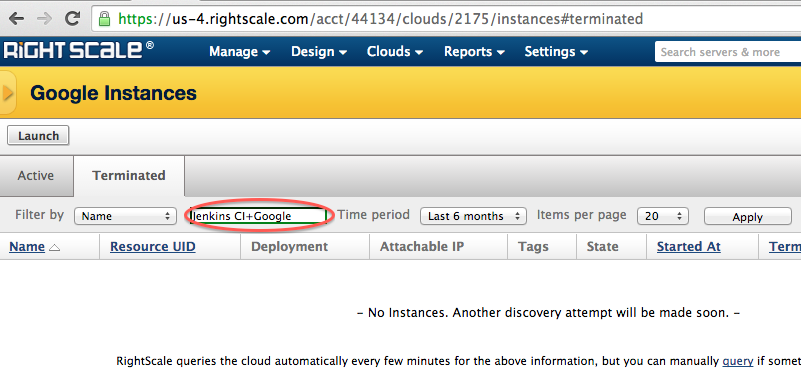 https://us-4.rightscale.com/acct/44134/clouds/2175/instances#terminated
RIGHTSCALE® Manage Design Clouds Reports Settings Search servers & more
Google Instances
Launch
Active Terminated
Filter by Name Jenkins CI+Google Time period Last 6 months Items per page 20 Apply
Name Resource UID Deployment Attachable IP Tags State Started At Term
- No Instances. Another discovery attempt will be made soon. -
RightScale queries the cloud automatically every few minutes for the above information, but you can manually query if somet